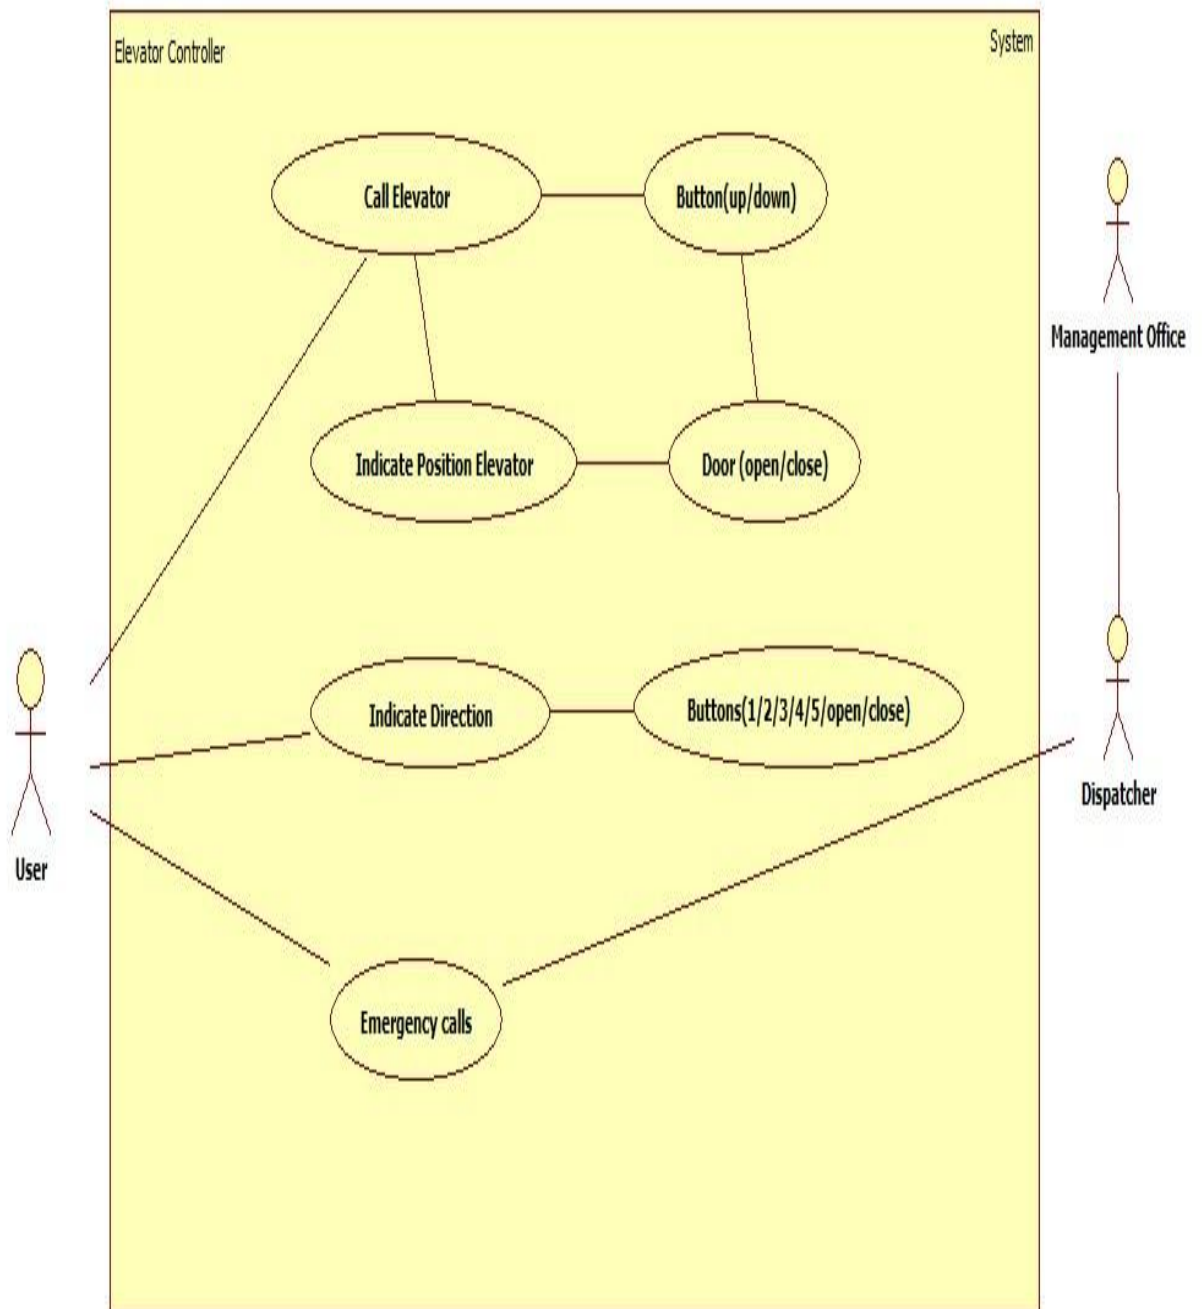 Elevator Controller
System
Call Elevator
Button(up/down)
Management Office
Indicate Position Elevator
Door (open/close)
Indicate Direction
Buttons(1/2/3/4/5/open/close)
Dispatcher
User
Emergency calls